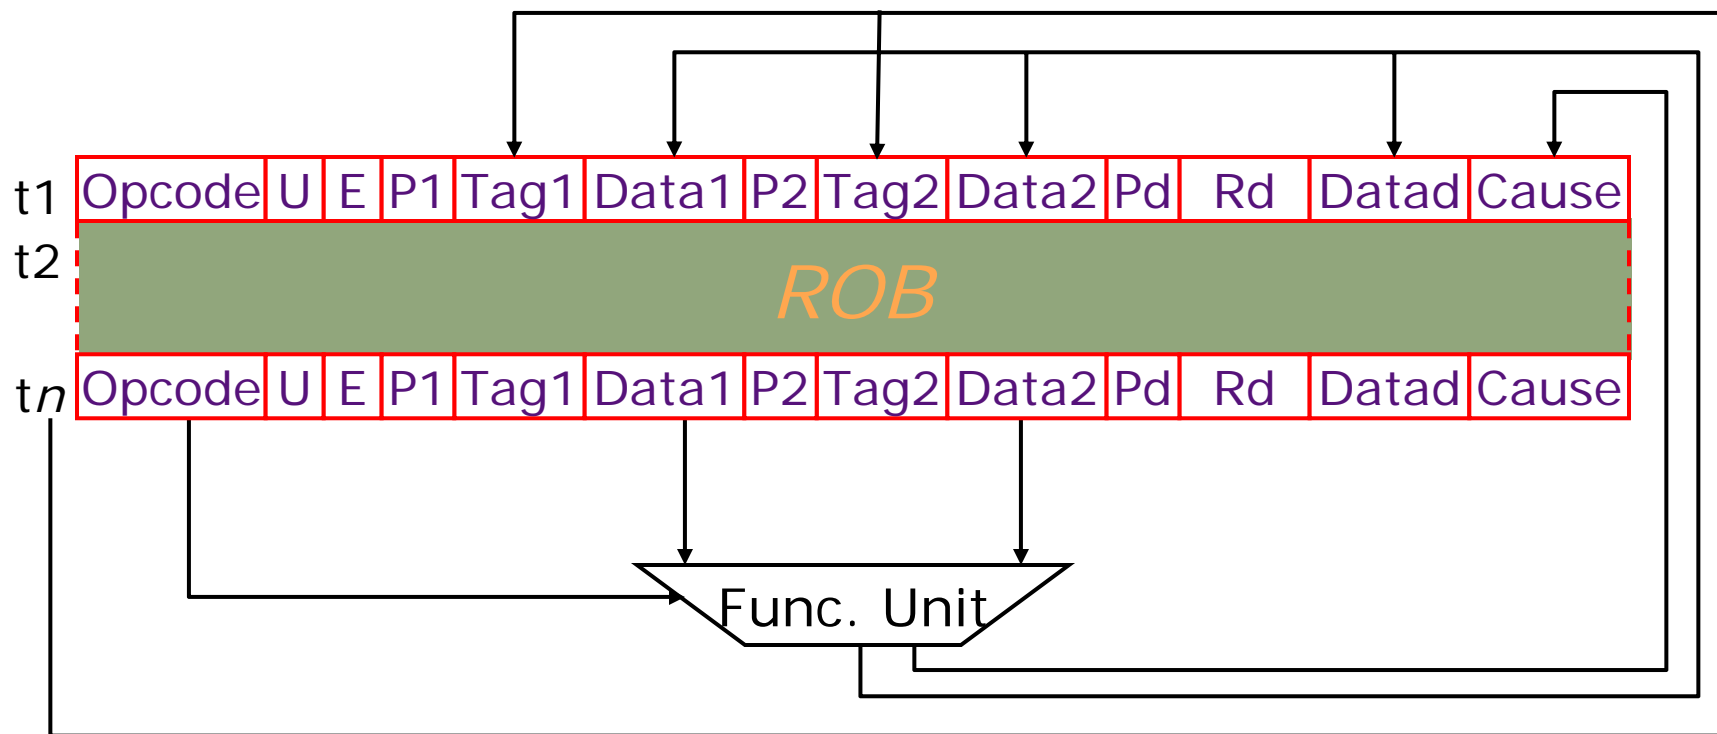 t1 Opcode U E P1 Tag1 Data1 P2 Tag2 Data2 Pd Rd Datad Cause
t2
ROB
tn Opcode U E P1 Tag1 Data1 P2 Tag2 Data2 Pd Rd Datad Cause
Func. Unit